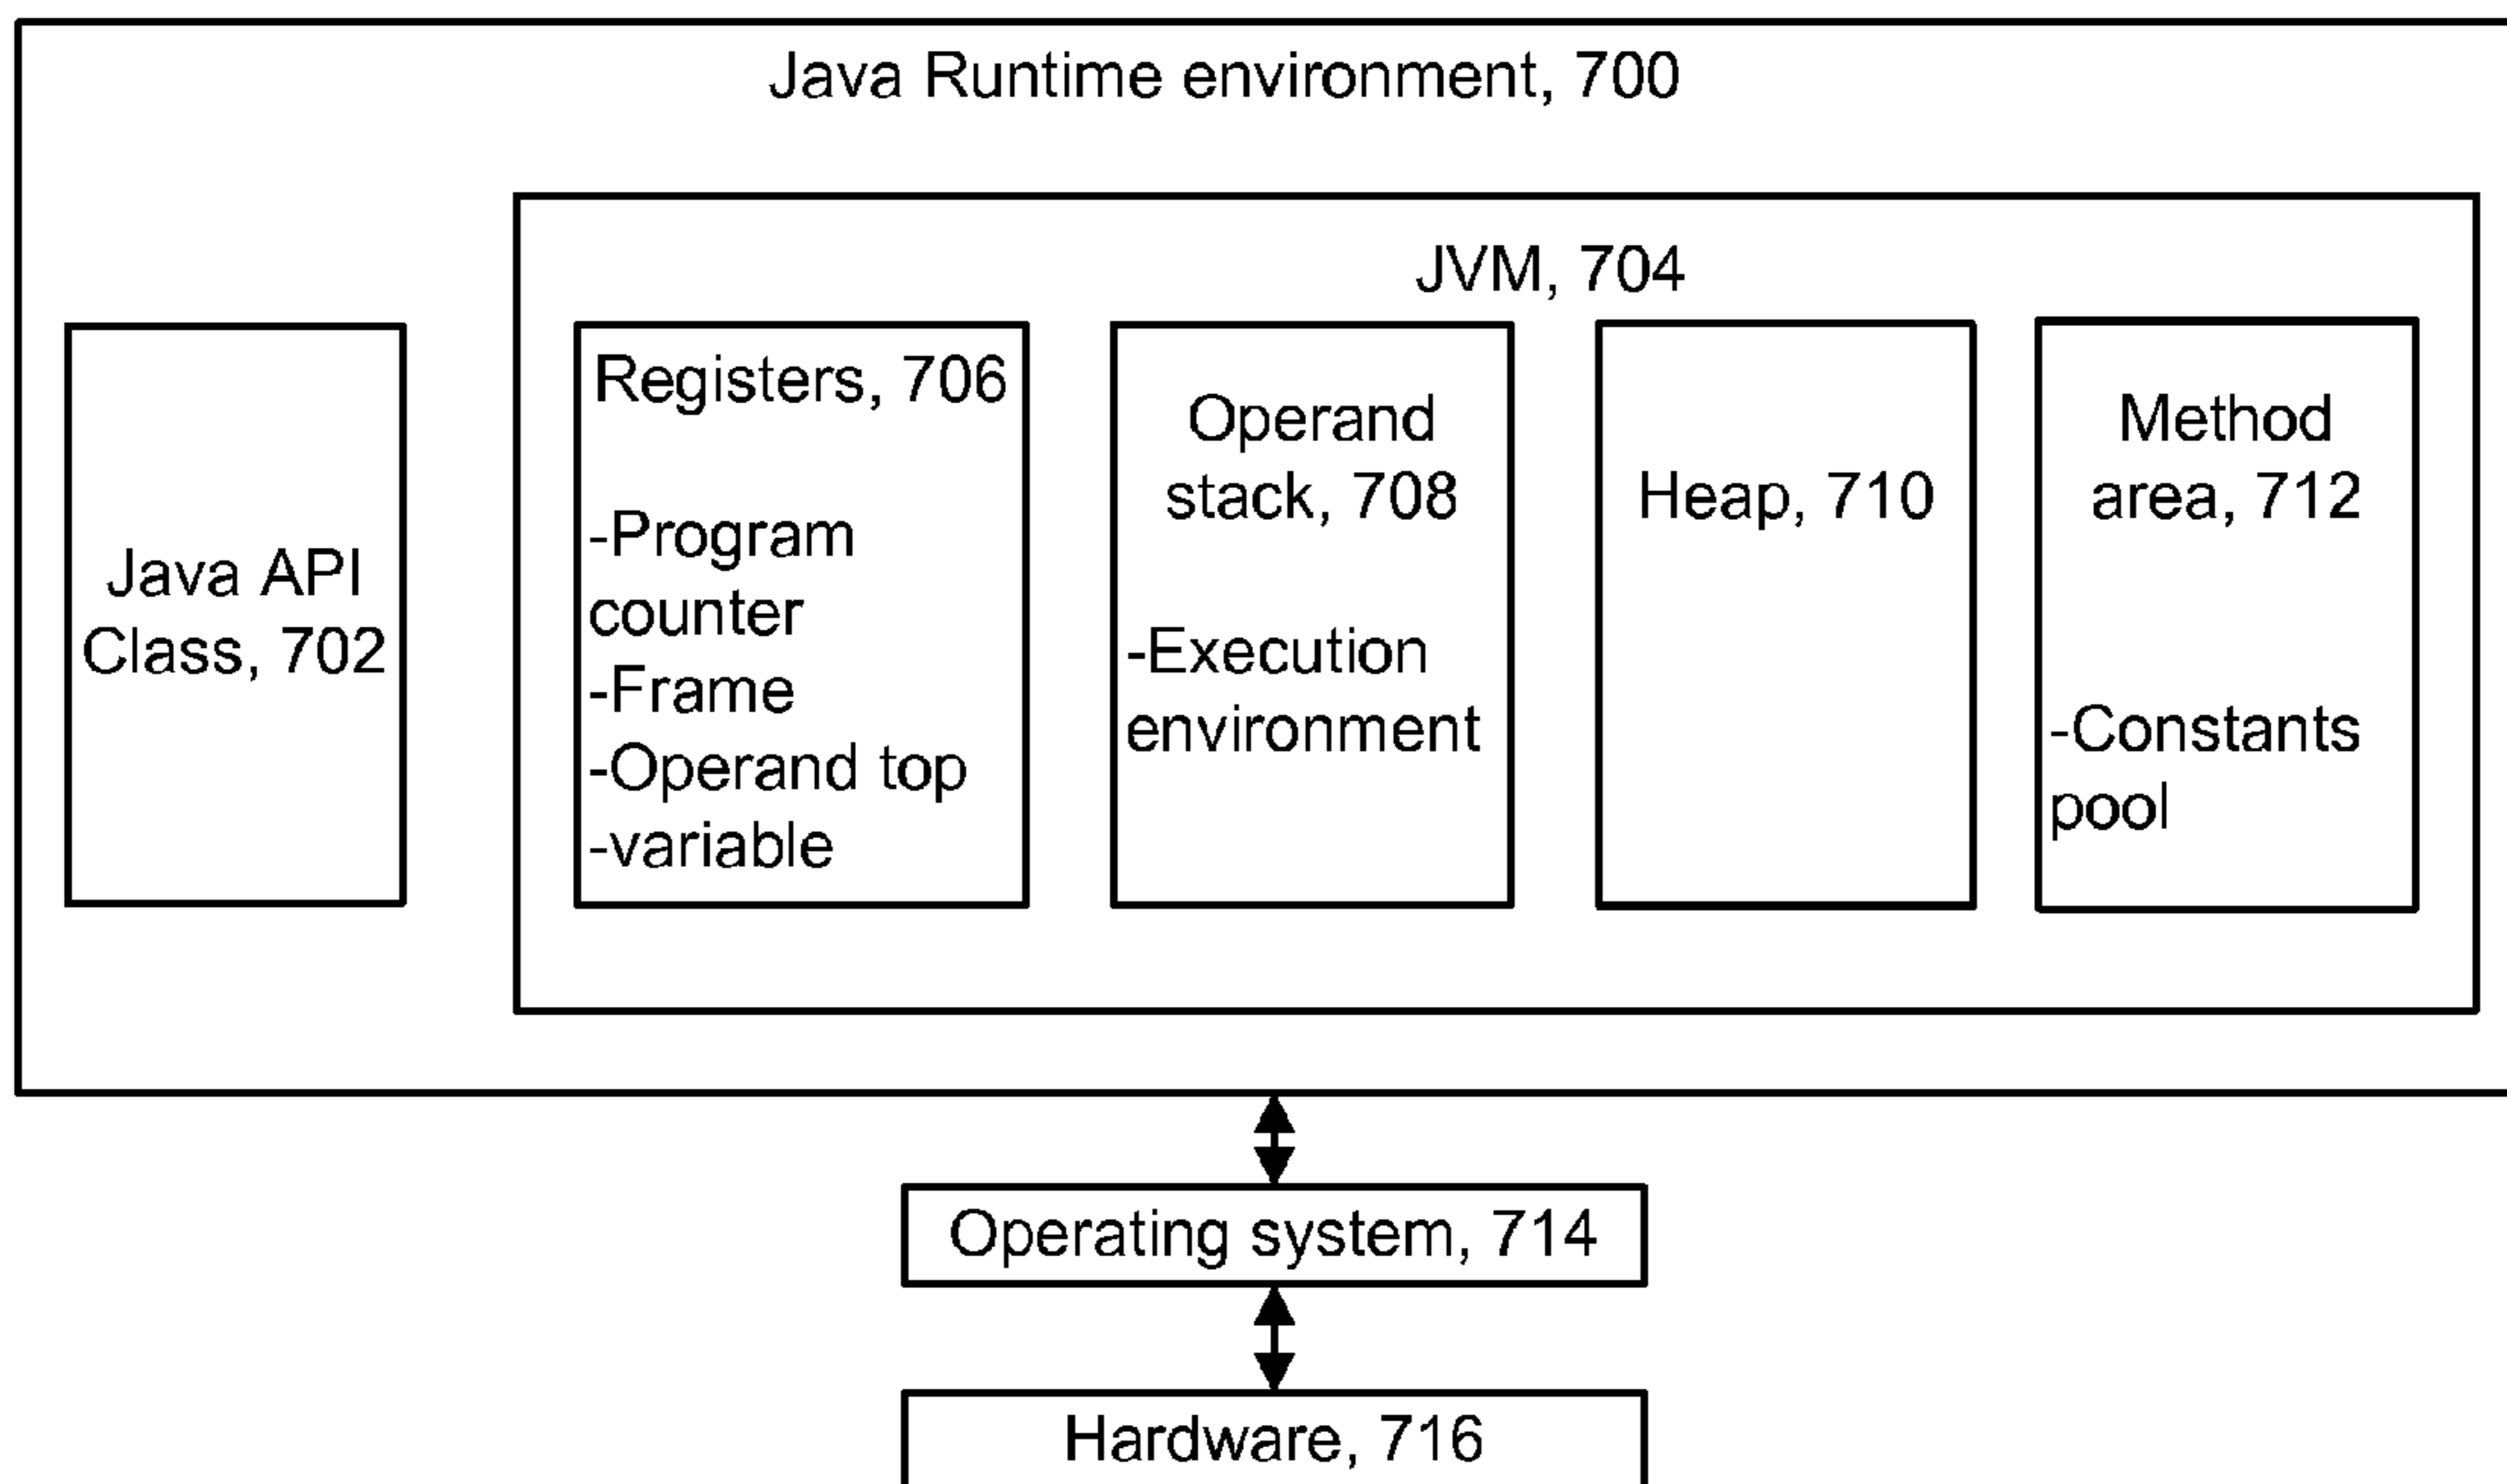 Java Runtime environment, 700
JVM, 704
Java API
Class, 702
Registers, 706
-Program
counter
-Frame
-Operand top
-variable
Operand
stack, 708
-Execution
environment
Heap, 710
Method
area, 712
-Constants
pool
Operating system, 714
Hardware, 716